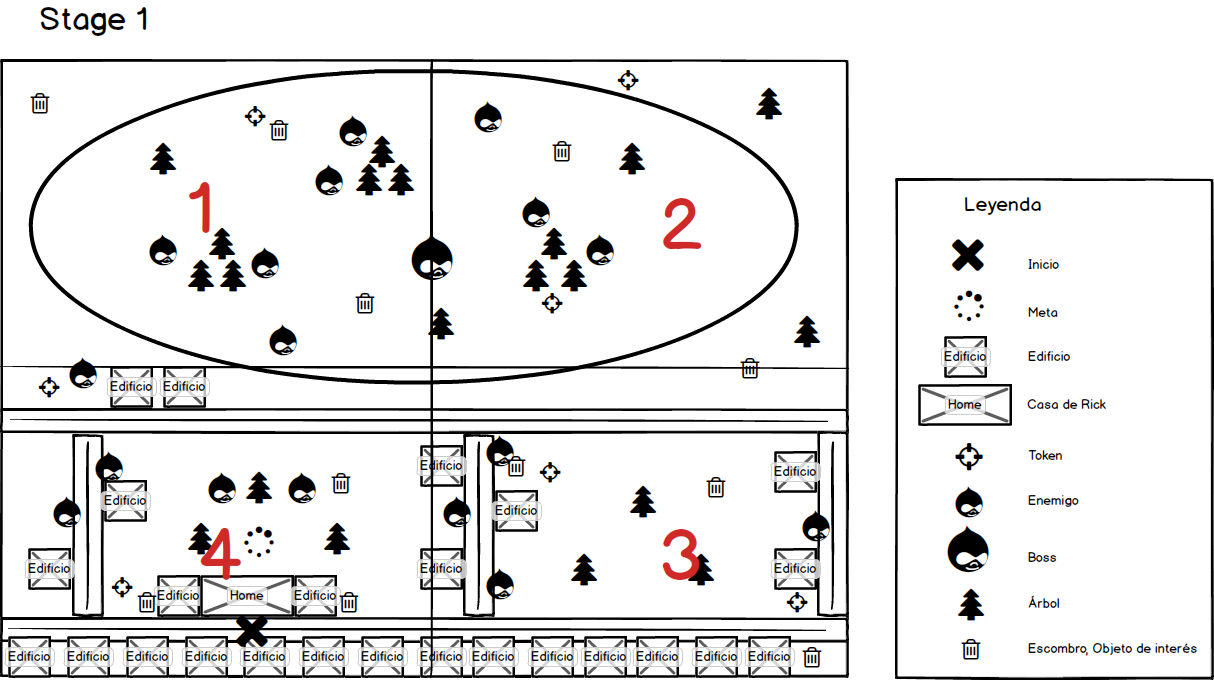 Stage 1
1
2
Edificio Edificio
Edificio
Edificio
Edificio
Edificio
4
3
Edificio
Edificio
Edificio
Edificio
Home
Edificio
Edificio Edificio Edificio Edificio Edificio Edificio Edificio Edificio Edificio Edificio Edificio Edificio Edificio Edificio
Leyenda
Inicio
Meta
Edificio Edificio
Home Casa de Rick
Token
Enemigo
Boss
Árbol
Escombro, Objeto de interés